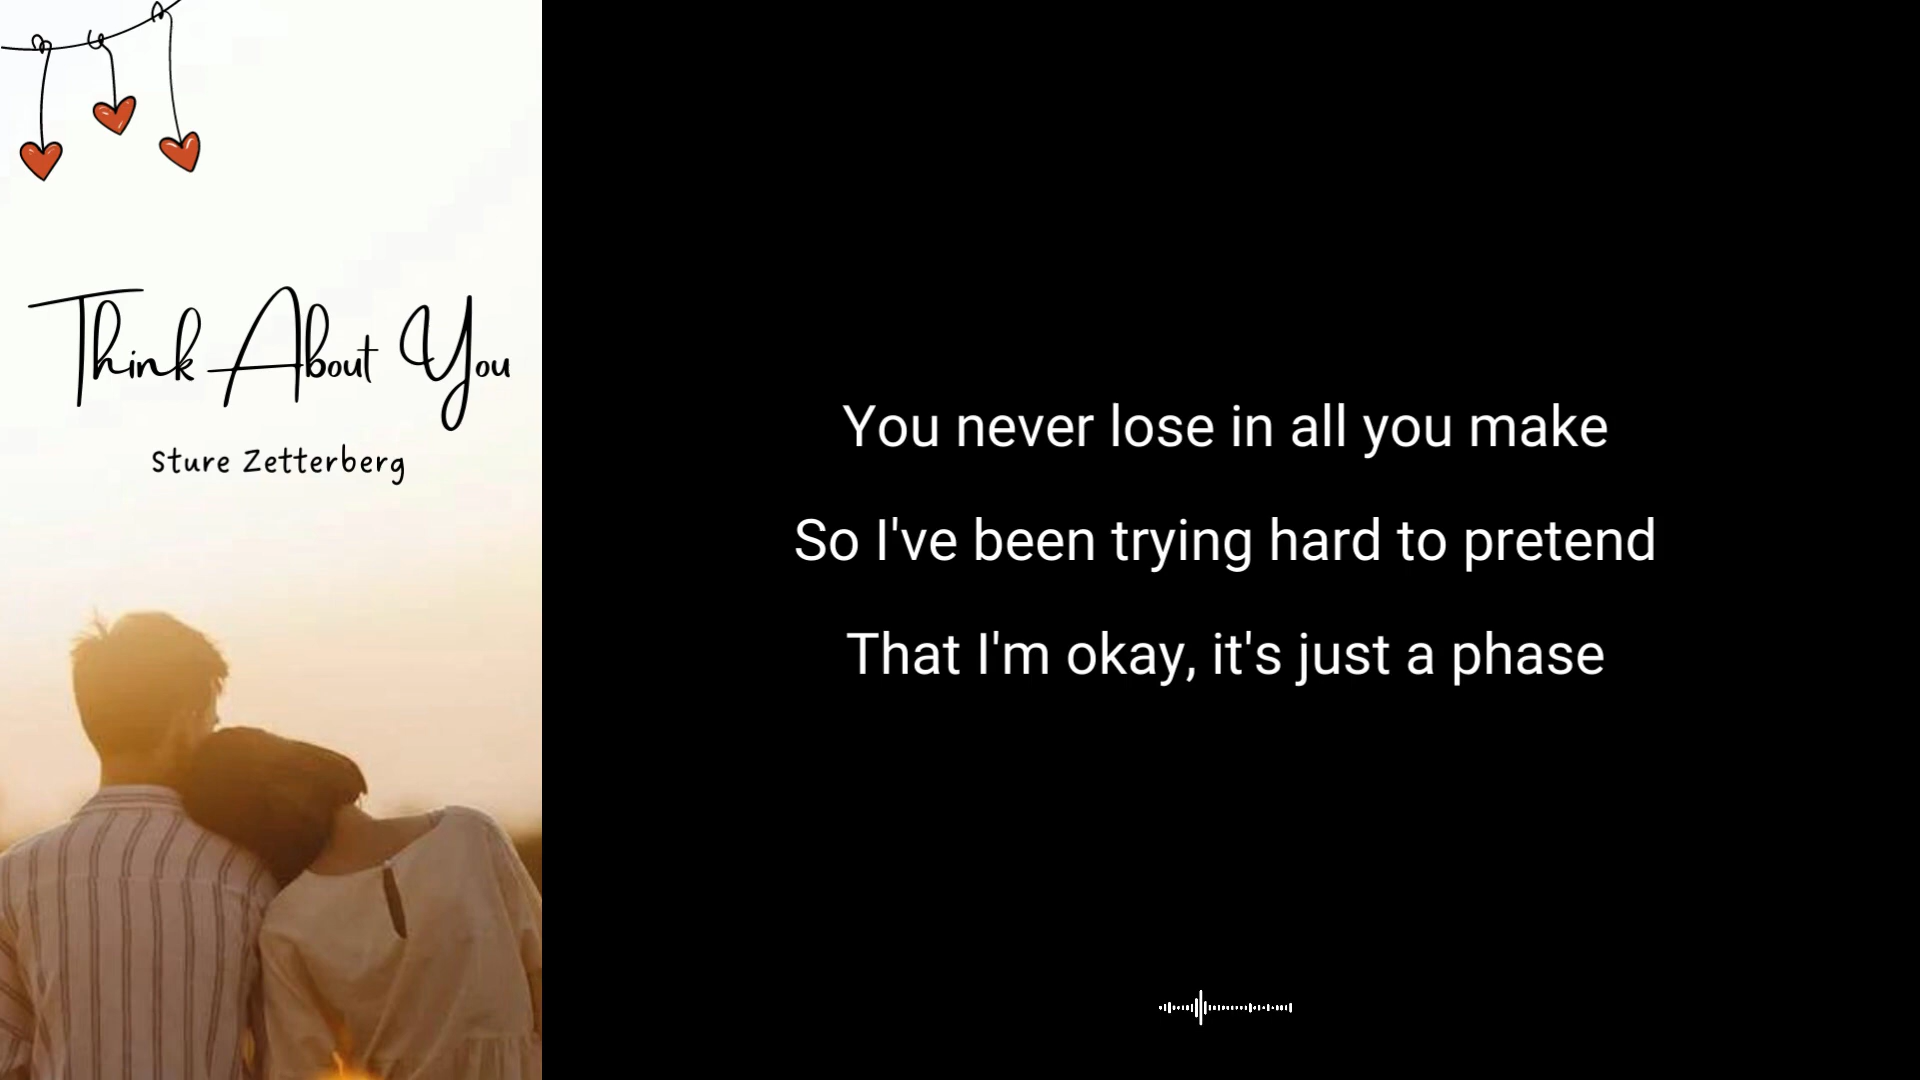 Think About You
Sture Zetterberg
You never lose in all you make
So I've been trying hard to pretend
That I'm okay, it's just a phase